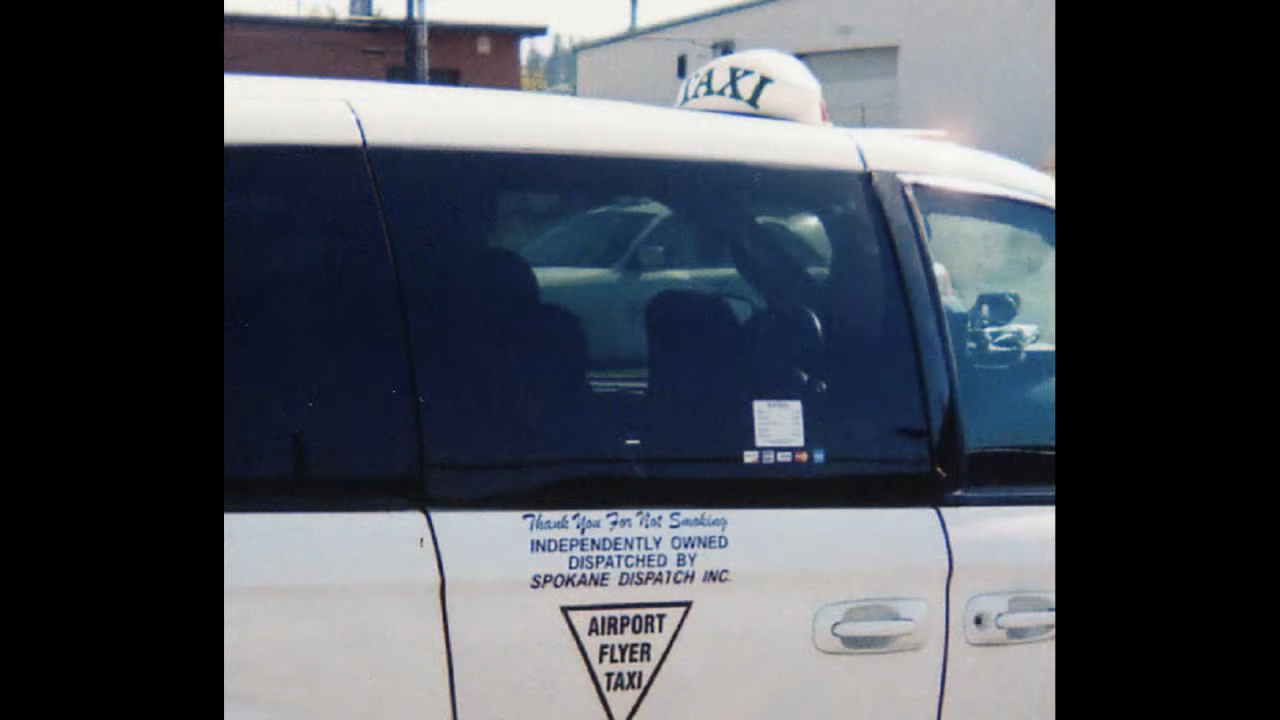 TAXI
Thank You For Not Smoking
INDEPENDENTLY OWNED
DISPATCHED BY
SPOKANE DISPATCH INC.
AIRPORT
FLYER
TAXI